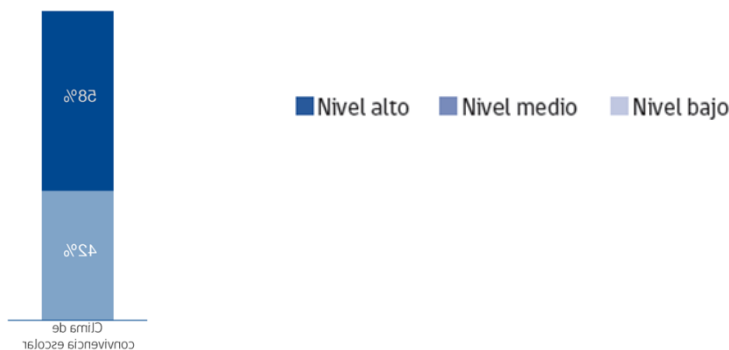 58%
Nivel alto
Nivel medio
Nivel bajo
42%
Clima de
convivencia escolar